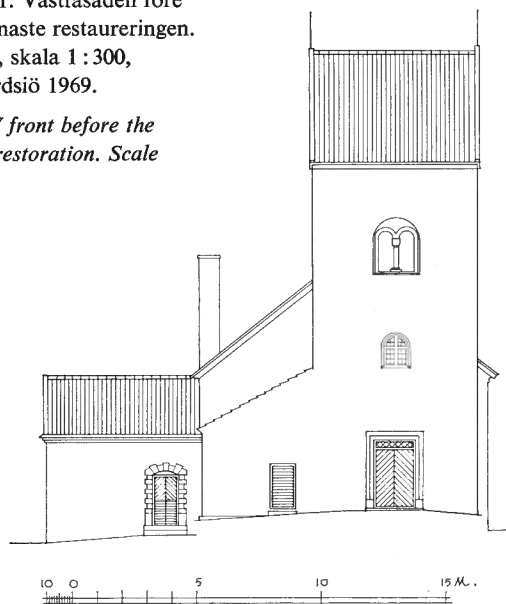 1. Västfasaden före
naste restaureringen.
, skala 1 : 300,
rdsiö 1969.
front before the
restoration. Scale
10 0 5 10 15 M.